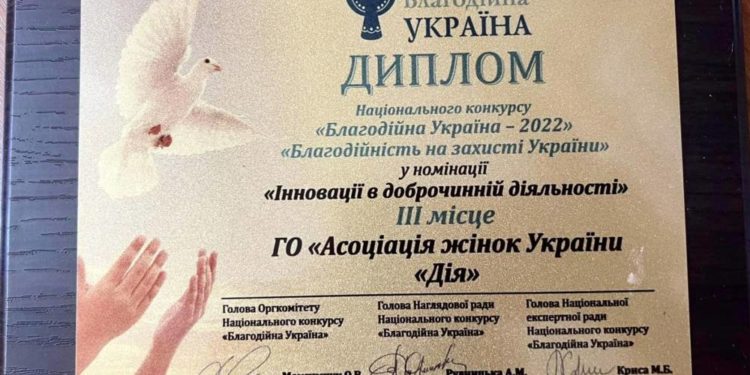 Благодійна
УКРАЇНА
ДИПЛОМ
Національного конкурсу
«Благодійна Україна – 2022»
«Благодійність на захисті України»
у номінації
«Інновації в доброчинній діяльності»
ІІІ місце
ГО «Асоціація жінок України
«Дія»
Голова Оргкомітету
Національного конкурсу
«Благодійна Україна»
Голова Наглядової ради
Національного конкурсу
«Благодійна Україна»
Голова Національної
експертної ради
Національного конкурсу
«Благодійна Україна»
О.В.
А.М.
Криса М.Б.